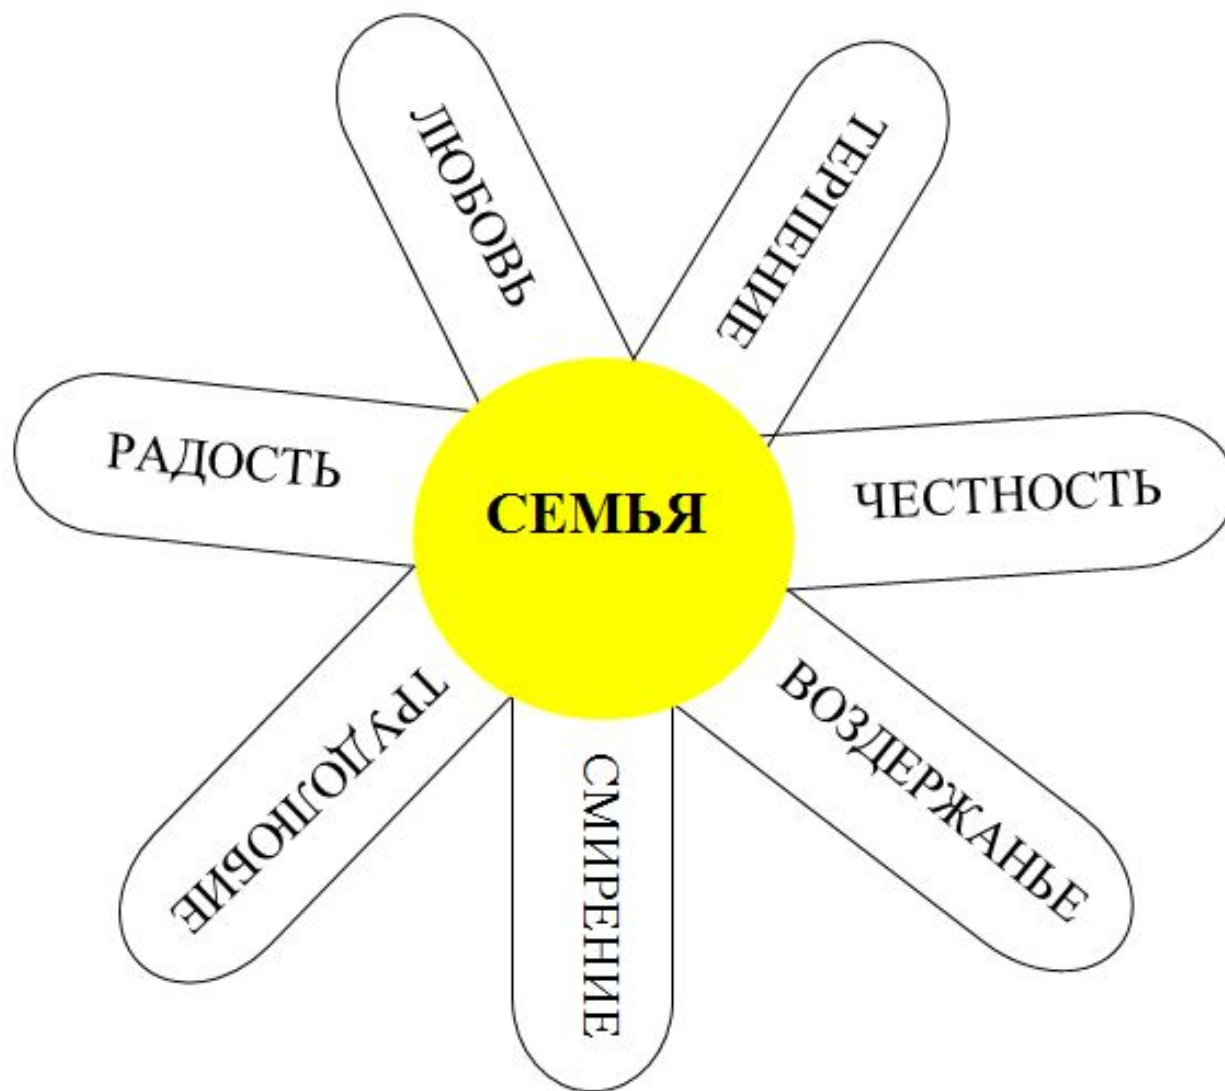 ЛЮБОВЬ
ТЕРПЕНИЕ
РАДОСТЬ
СЕМЬЯ
ЧЕСТНОСТЬ
ТРУДОЛЮБИЕ
СМИРЕНИЕ
ВОЗДЕРЖАНЬЕ